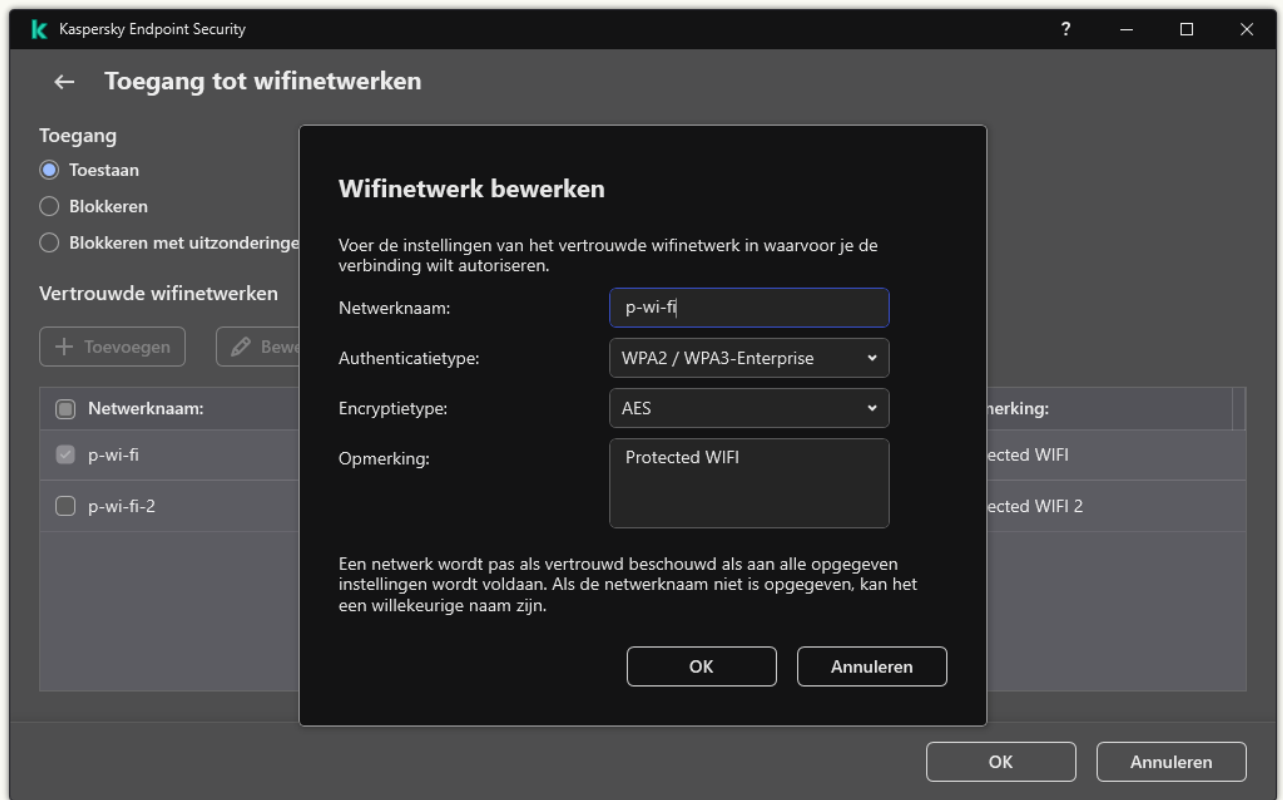 Kaspersky Endpoint Security
?
Toegang tot wifinetwerken
Toegang
Toestaan
Blokkeren
Blokkeren met uitzonderinge
Vertrouwde wifinetwerken
Toevoegen
Bewe
Netwerknaam:
merking:
p-wi-fi
ected WIFI
p-wi-fi-2
ected WIFI 2
Wifinetwerk bewerken
Voer de instellingen van het vertrouwde wifinetwerk in waarvoor je de
verbinding wilt autoriseren.
Netwerknaam:
p-wi-fi
Authenticatietype:
WPA2 / WPA3-Enterprise
Encryptietype:
AES
Opmerking:
Protected WIFI
Een netwerk wordt pas als vertrouwd beschouwd als aan alle opgegeven
instellingen wordt voldaan. Als de netwerknaam niet is opgegeven, kan het
een willekeurige naam zijn.
OK
Annuleren
OK
Annuleren